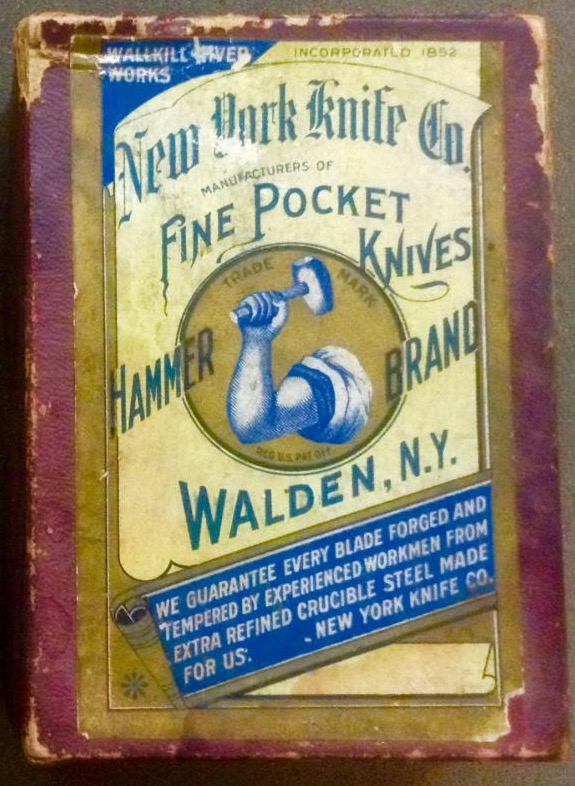 WALLKILL RIVER
WORKS
INCORPORATED 1852
New York Knife Co.
MANUFACTURERS OF
FINE POCKET
KNIVES
TRADE MARK
HAMMER BRAND
REG U.S. PAT OFF.
WALDEN, N.Y.
WE GUARANTEE EVERY BLADE FORGED AND
TEMPERED BY EXPERIENCED WORKMEN FROM
EXTRA REFINED CRUCIBLE STEEL MADE
FOR US. NEW YORK KNIFE CO.